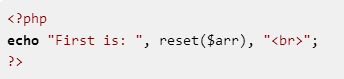 <?php
echo "First is: ", reset($arr), "<br>";
?>